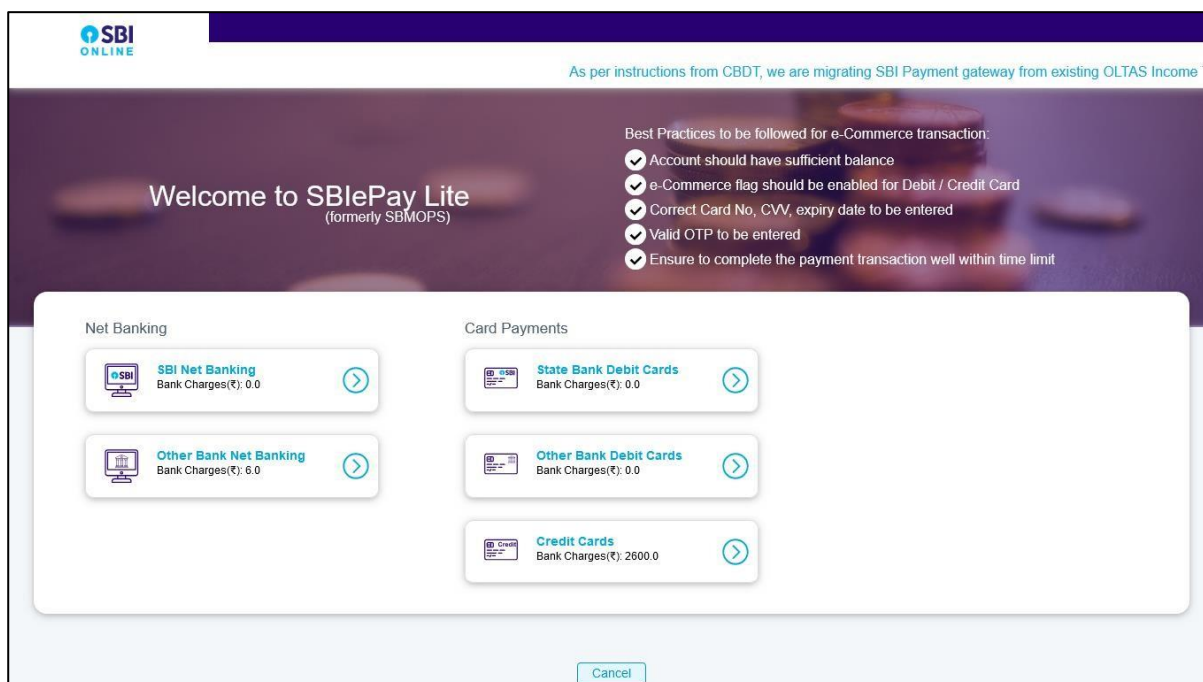 SBI
ONLINE
As per instructions from CBDT, we are migrating SBI Payment gateway from existing OLTAS Income
Welcome to SBIePay Lite
(formerly SBMOPS)
Best Practices to be followed for e-Commerce transaction:
Account should have sufficient balance
e-Commerce flag should be enabled for Debit / Credit Card
Correct Card No, CVV, expiry date to be entered
Valid OTP to be entered
Ensure to complete the payment transaction well within time limit
Net Banking
SBI
SBI Net Banking
Bank Charges(₹): 0.0
Other Bank Net Banking
Bank Charges(₹): 6.0
Card Payments
SBI
State Bank Debit Cards
Bank Charges(₹): 0.0
Other Bank Debit Cards
Bank Charges(₹): 0.0
Credit
Credit Cards
Bank Charges(₹): 2600.0
Cancel